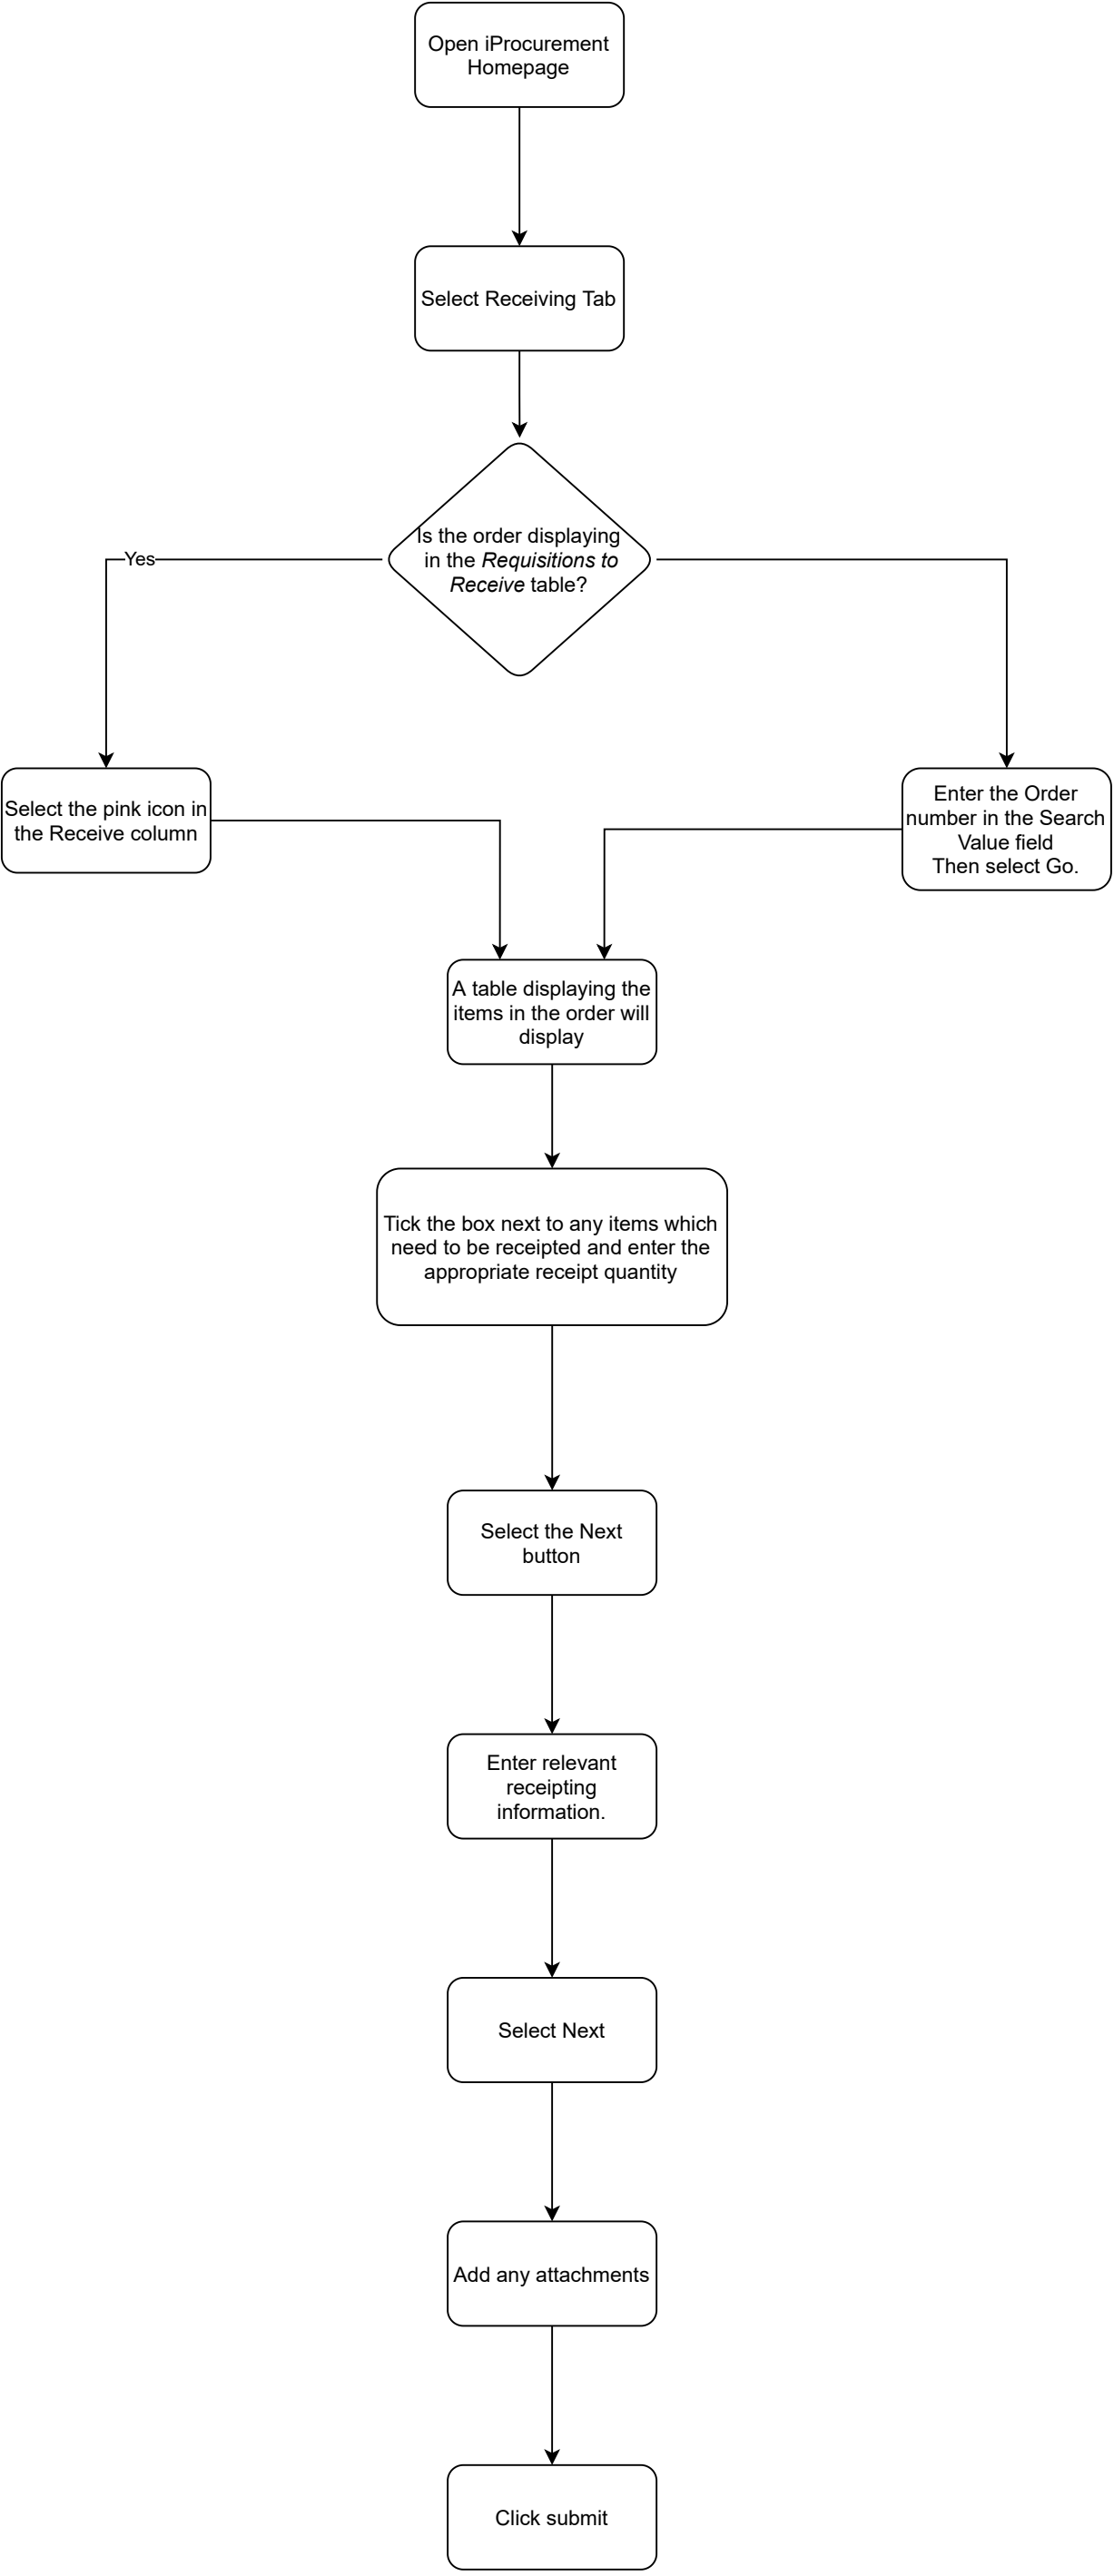 Open iProcurement
Homepage
Select Receiving Tab
Is the order displaying
in the Requisitions to
Receive table?
Yes
Select the pink icon in
the Receive column
Enter the Order
number in the Search
Value field
Then select Go.
A table displaying the
items in the order will
display
Tick the box next to any items which
need to be receipted and enter the
appropriate receipt quantity
Select the Next
button
Enter relevant
receipting
information.
Select Next
Add any attachments
Click submit